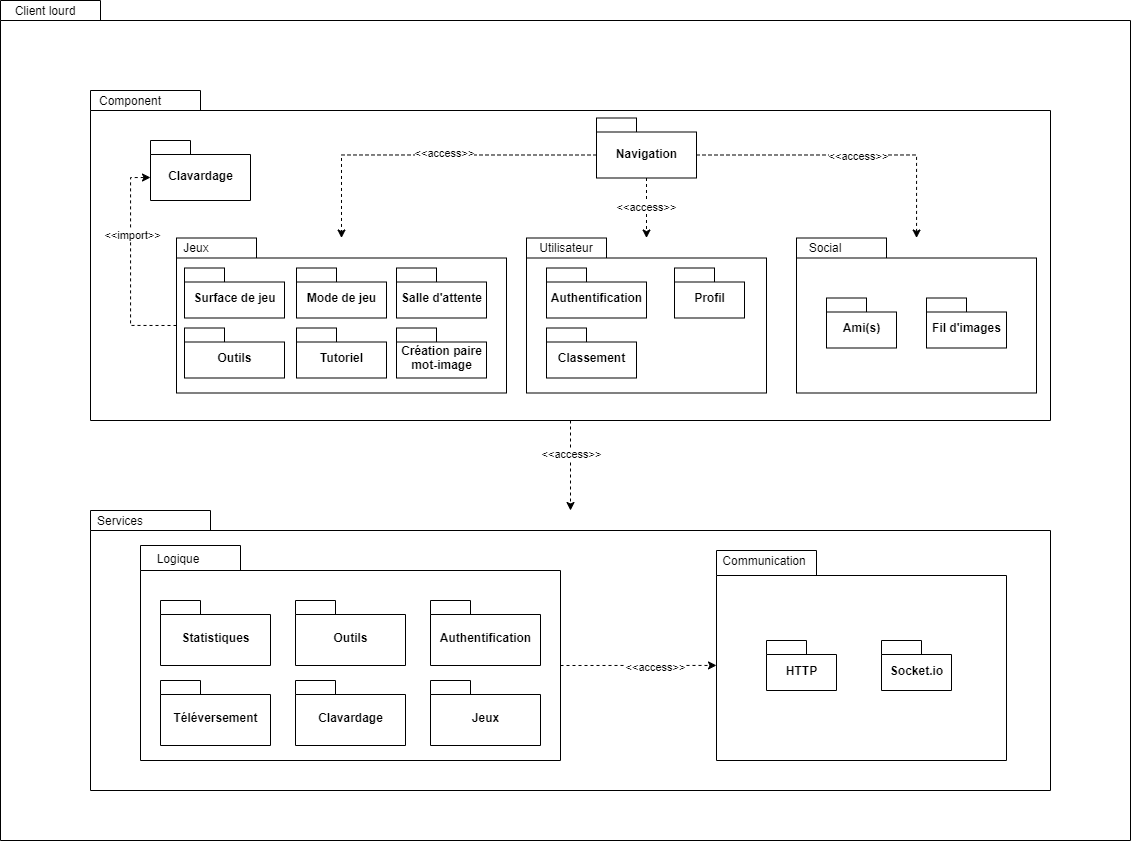 Client lourd
Component
Clavardage
<<import>>
Navigation
<<access>>
<<access>>
<<access>>
Jeux
Surface de jeu
Mode de jeu
Salle d'attente
Outils
Tutoriel
Création paire
mot-image
Utilisateur
Authentification
Profil
Classement
Social
Ami(s)
Fil d'images
<<access>>
Services
Logique
Statistiques
Outils
Authentification
Téléversement
Clavardage
Jeux
<<access>>
Communication
HTTP
Socket.io